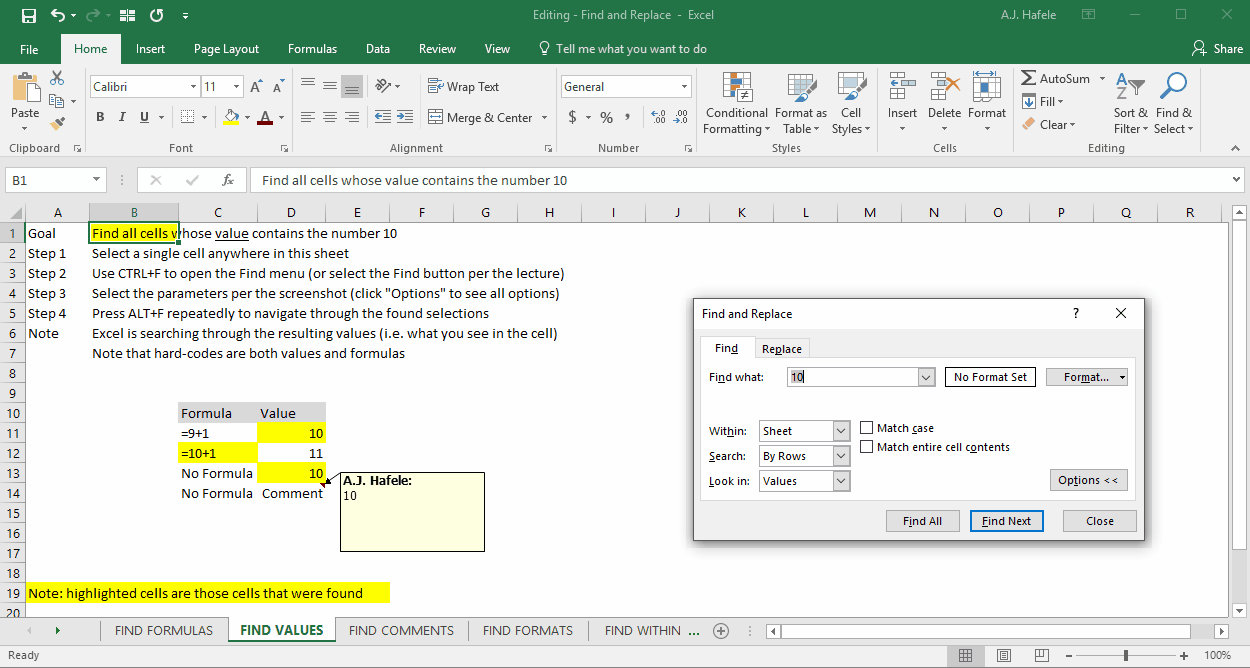 Editing - Find and Replace - Excel
A.J. Hafele
File Home Insert Page Layout Formulas Data Review View Tell me what you want to do Share
Paste
Calibri 11 A A
B I U A
Wrap Text
Merge & Center
General
$ % , .00 .0
Conditional Formatting
Format as Table
Cell Styles
Insert Delete Format
AutoSum
Fill
Clear
Sort & Filter
Find & Select
Clipboard Font Alignment Number Styles Cells Editing
B1 fx Find all cells whose value contains the number 10
A B C D E F G H I J K L M N O P Q R
1 Goal Find all cells whose value contains the number 10
2 Step 1 Select a single cell anywhere in this sheet
3 Step 2 Use CTRL+F to open the Find menu (or select the Find button per the lecture)
4 Step 3 Select the parameters per the screenshot (click "Options" to see all options)
5 Step 4 Press ALT+F repeatedly to navigate through the found selections
6 Note Excel is searching through the resulting values (i.e. what you see in the cell)
7 Note that hard-codes are both values and formulas
8
9
10 Formula Value
11 =9+1 10
12 =10+1 11
13 No Formula 10
14 No Formula Comment
15
16
17
18
19 Note: highlighted cells are those cells that were found
20
A.J. Hafele:
10
Find and Replace ?
Find Replace
Find what: 10 No Format Set Format...
Within: Sheet Match case
Search: By Rows Match entire cell contents
Look in: Values Options <<
Find All Find Next Close
FIND FORMULAS FIND VALUES FIND COMMENTS FIND FORMATS FIND WITHIN ...
Ready 100%